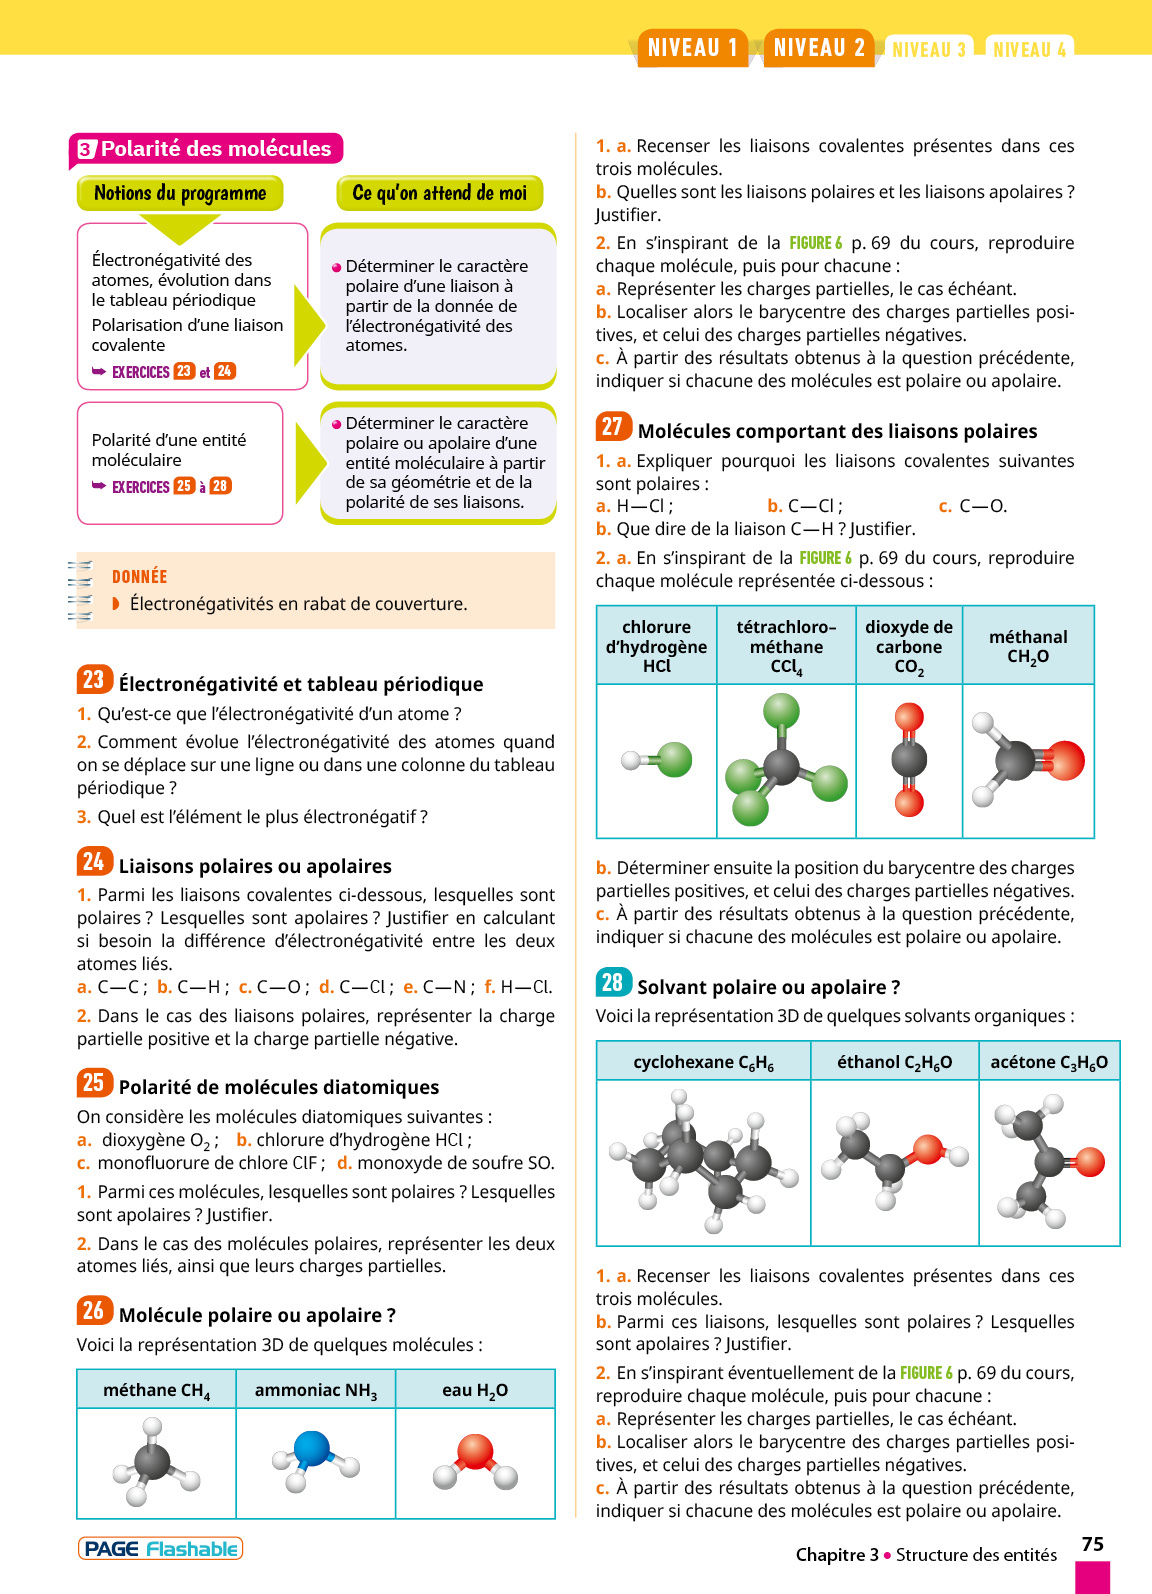 NIVEAU 1 NIVEAU 2 NIVEAU 3 NIVEAU 4
3 Polarité des molécules
Notions du programme
Ce qu'on attend de moi
Électronégativité des
atomes, évolution dans
le tableau périodique
Polarisation d'une liaison
covalente
➥ EXERCICES 23 et 24
• Déterminer le caractère
polaire d'une liaison à
partir de la donnée de
l'électronégativité des
atomes.
Polarité d'une entité
moléculaire
➥ EXERCICES 25 à 28
• Déterminer le caractère
polaire ou apolaire d'une
entité moléculaire à partir
de sa géométrie et de la
polarité de ses liaisons.
DONNÉE
Électronégativités en rabat de couverture.
23 Électronégativité et tableau périodique
1. Qu'est-ce que l'électronégativité d'un atome ?
2. Comment évolue l'électronégativité des atomes quand
on se déplace sur une ligne ou dans une colonne du tableau
périodique ?
3. Quel est l'élément le plus électronégatif ?
24 Liaisons polaires ou apolaires
1. Parmi les liaisons covalentes ci-dessous, lesquelles sont
polaires ? Lesquelles sont apolaires ? Justifier en calculant
si besoin la différence d'électronégativité entre les deux
atomes liés.
a. C—C ; b. C—H ; c. C—O ; d. C—Cl ; e. C—N ; f. H—Cl.
2. Dans le cas des liaisons polaires, représenter la charge
partielle positive et la charge partielle négative.
25 Polarité de molécules diatomiques
On considère les molécules diatomiques suivantes :
a. dioxygène O₂ ; b. chlorure d'hydrogène HCl ;
c. monofluorure de chlore ClF ; d. monoxyde de soufre SO.
1. Parmi ces molécules, lesquelles sont polaires ? Lesquelles
sont apolaires ? Justifier.
2. Dans le cas des molécules polaires, représenter les deux
atomes liés, ainsi que leurs charges partielles.
26 Molécule polaire ou apolaire ?
Voici la représentation 3D de quelques molécules :
méthane CH₄ ammoniac NH₃ eau H₂O
1. a. Recenser les liaisons covalentes présentes dans ces
trois molécules.
b. Quelles sont les liaisons polaires et les liaisons apolaires ?
Justifier.
2. En s'inspirant de la FIGURE 6 p. 69 du cours, reproduire
chaque molécule, puis pour chacune :
a. Représenter les charges partielles, le cas échéant.
b. Localiser alors le barycentre des charges partielles posi-
tives, et celui des charges partielles négatives.
c. À partir des résultats obtenus à la question précédente,
indiquer si chacune des molécules est polaire ou apolaire.
27 Molécules comportant des liaisons polaires
1. a. Expliquer pourquoi les liaisons covalentes suivantes
sont polaires :
a. H—Cl ; b. C—Cl ; c. C—O.
b. Que dire de la liaison C—H ? Justifier.
2. a. En s'inspirant de la FIGURE 6 p. 69 du cours, reproduire
chaque molécule représentée ci-dessous :
chlorure
d'hydrogène
HCl
tétrachloro–
méthane
CCl₄
dioxyde de
carbone
CO₂
méthanal
CH₂O
b. Déterminer ensuite la position du barycentre des charges
partielles positives, et celui des charges partielles négatives.
c. À partir des résultats obtenus à la question précédente,
indiquer si chacune des molécules est polaire ou apolaire.
28 Solvant polaire ou apolaire ?
Voici la représentation 3D de quelques solvants organiques :
cyclohexane C₆H₆ éthanol C₂H₆O acétone C₃H₆O
1. a. Recenser les liaisons covalentes présentes dans ces
trois molécules.
b. Parmi ces liaisons, lesquelles sont polaires ? Lesquelles
sont apolaires ? Justifier.
2. En s'inspirant éventuellement de la FIGURE 6 p. 69 du cours,
reproduire chaque molécule, puis pour chacune :
a. Représenter les charges partielles, le cas échéant.
b. Localiser alors le barycentre des charges partielles posi-
tives, et celui des charges partielles négatives.
c. À partir des résultats obtenus à la question précédente,
indiquer si chacune des molécules est polaire ou apolaire.
PAGE Flashable
Chapitre 3 • Structure des entités 75